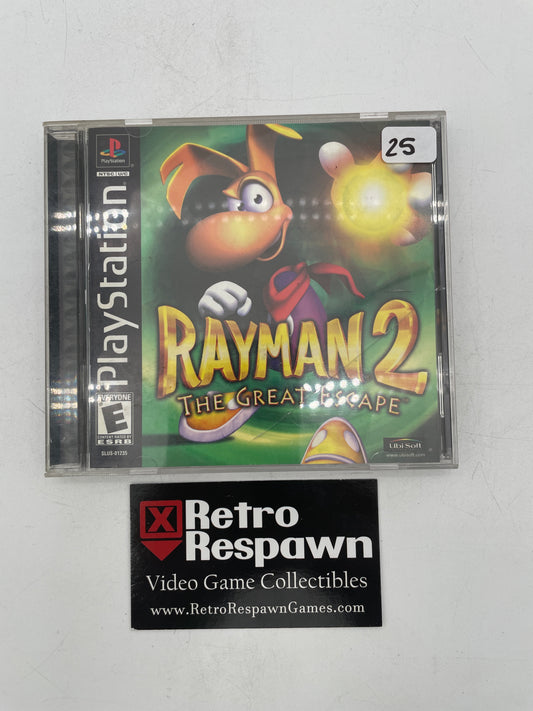 25
PlayStation
NTSC U/C
PlayStation
RAYMAN 2
THE GREAT ESCAPE
EVERYONE
E
CONTENT RATED BY
ESRB
SLUS-01235
Ubi Soft
www.ubisoft.com
X Retro
Respawn
Video Game Collectibles
www.RetroRespawnGames.com